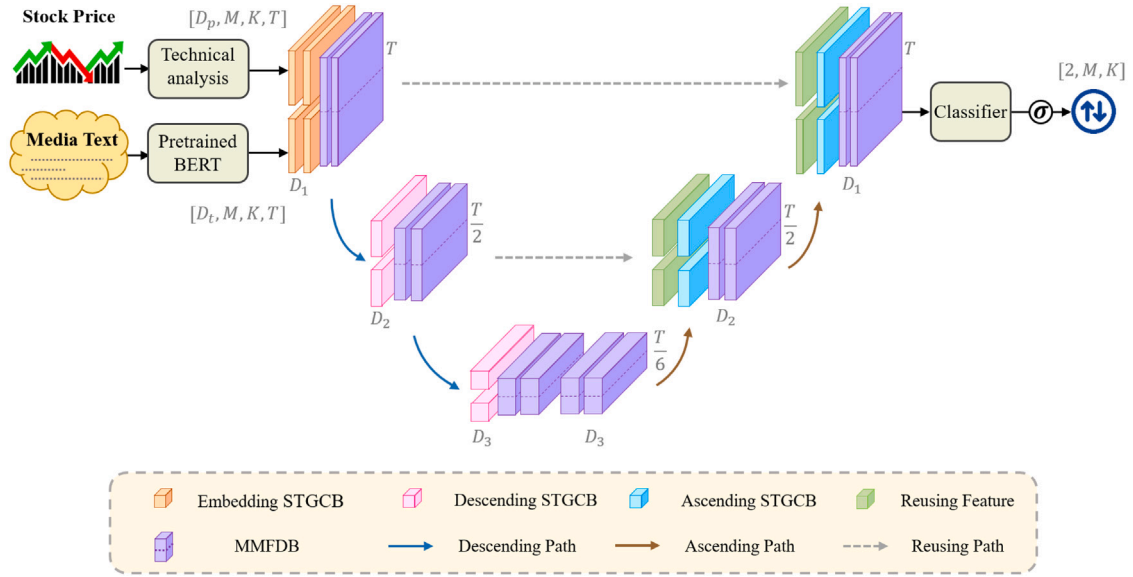 Stock Price
[D_p, M, K, T]
Technical
analysis
Media Text
Pretrained
BERT
[D_t, M, K, T]
T
D_1
T/2
D_2
T/6
D_3
D_3
T/2
D_2
T
D_1
Classifier
σ
[2, M, K]
Embedding STGCB
Descending STGCB
Ascending STGCB
Reusing Feature
MMFDB
Descending Path
Ascending Path
Reusing Path